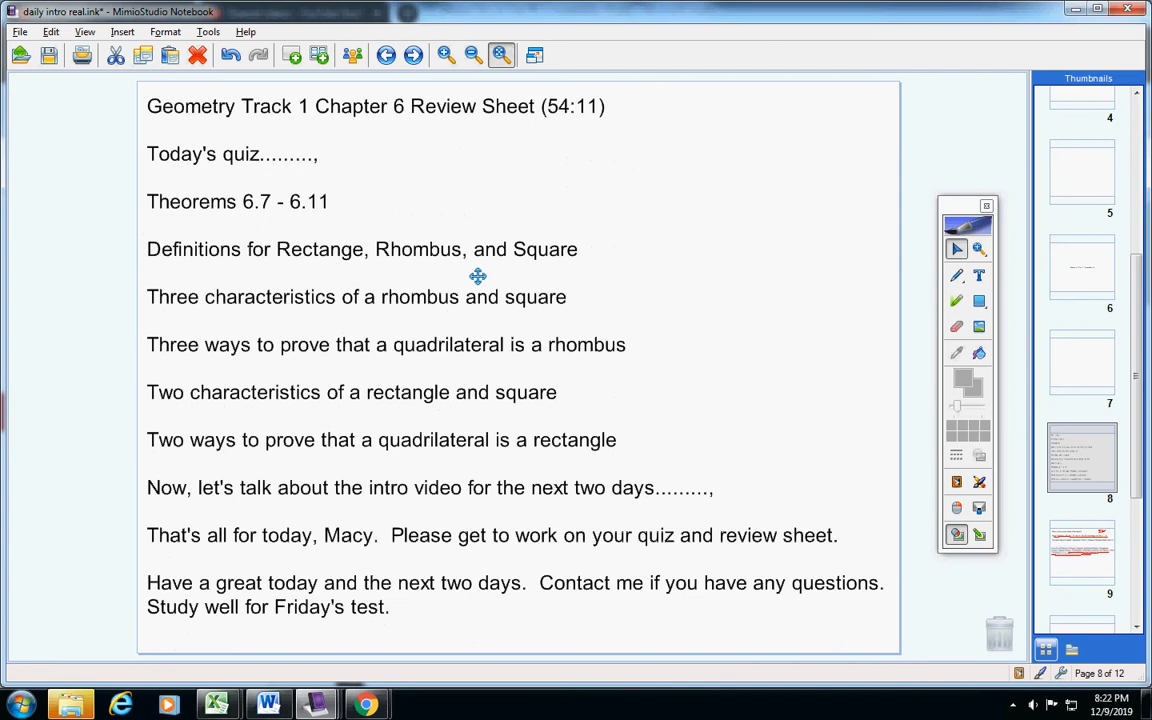 daily intro real.ink* - MimioStudio Notebook
File Edit View Insert Format Tools Help
Geometry Track 1 Chapter 6 Review Sheet (54:11)
Today's quiz.........,
Theorems 6.7 - 6.11
Definitions for Rectange, Rhombus, and Square
Three characteristics of a rhombus and square
Three ways to prove that a quadrilateral is a rhombus
Two characteristics of a rectangle and square
Two ways to prove that a quadrilateral is a rectangle
Now, let's talk about the intro video for the next two days.........,
That's all for today, Macy.  Please get to work on your quiz and review sheet.
Have a great today and the next two days.  Contact me if you have any questions.
Study well for Friday's test.
Thumbnails
4
5
6
7
8
9
Page 8 of 12
8:22 PM
12/9/2019